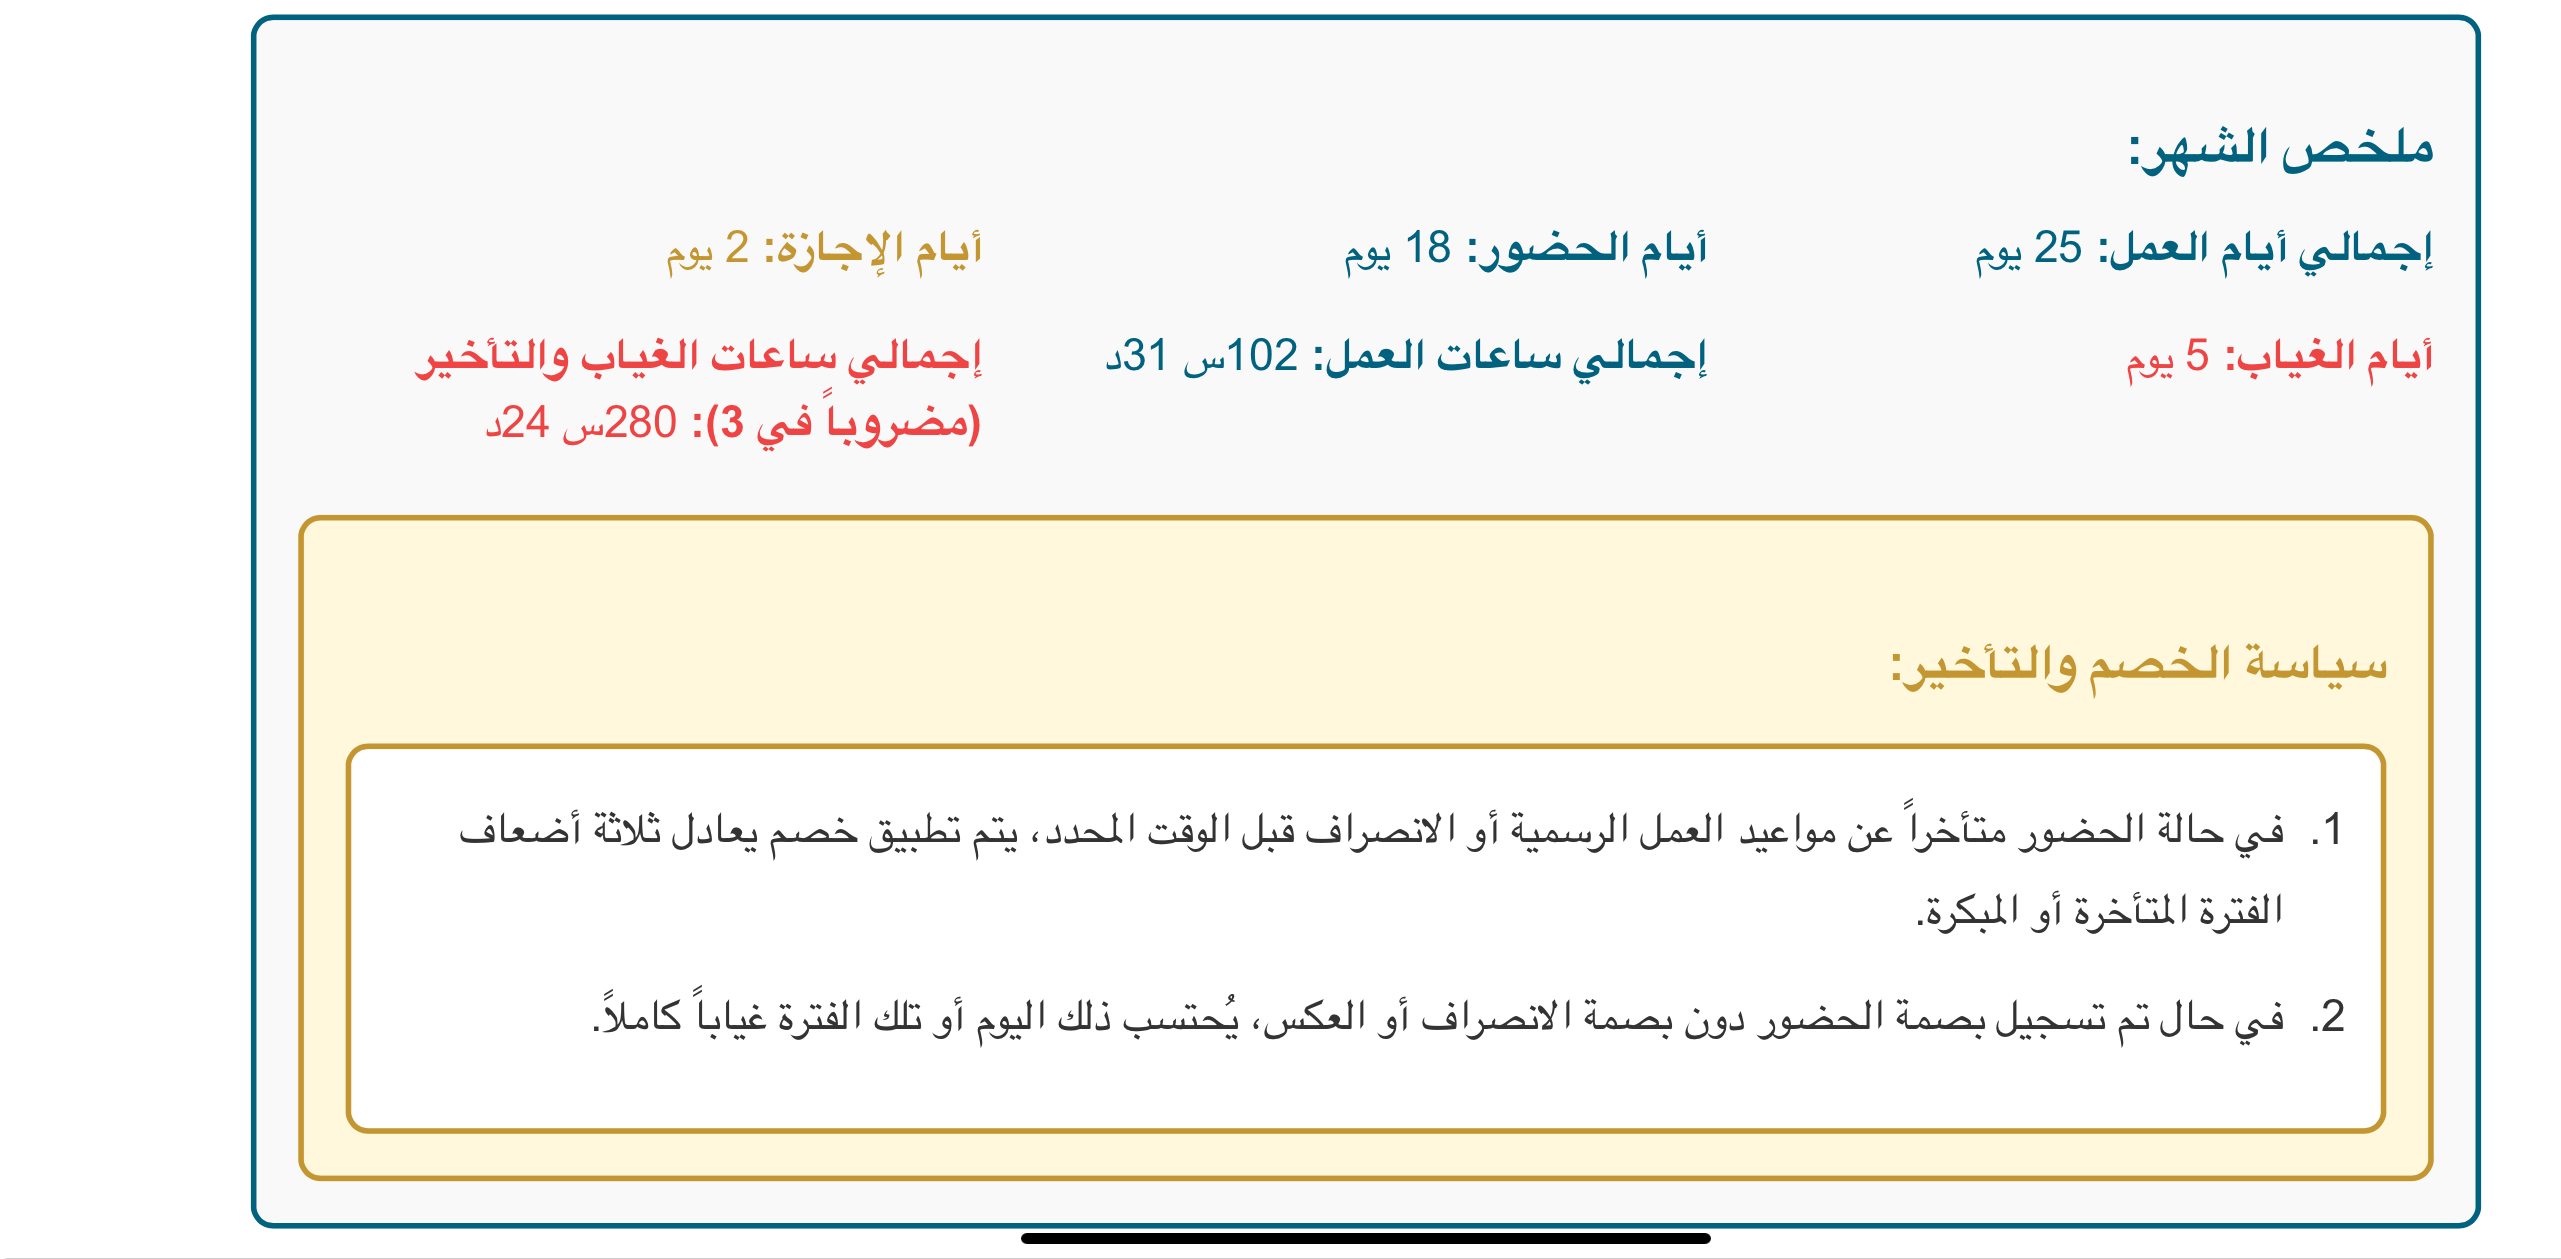 ملخص الشهر:
إجمالي أيام العمل: 25 يوم
أيام الحضور: 18 يوم
أيام الإجازة: 2 يوم
أيام الغياب: 5 يوم
إجمالي ساعات العمل: 102س 31د
إجمالي ساعات الغياب والتأخير
(مضروباً في 3): 280س 24د
سياسة الخصم والتأخير:
1. في حالة الحضور متأخراً عن مواعيد العمل الرسمية أو الانصراف قبل الوقت المحدد، يتم تطبيق خصم يعادل ثلاثة أضعاف
الفترة المتأخرة أو المبكرة.
2. في حال تم تسجيل بصمة الحضور دون بصمة الانصراف أو العكس، يُحتسب ذلك اليوم أو تلك الفترة غياباً كاملاً.